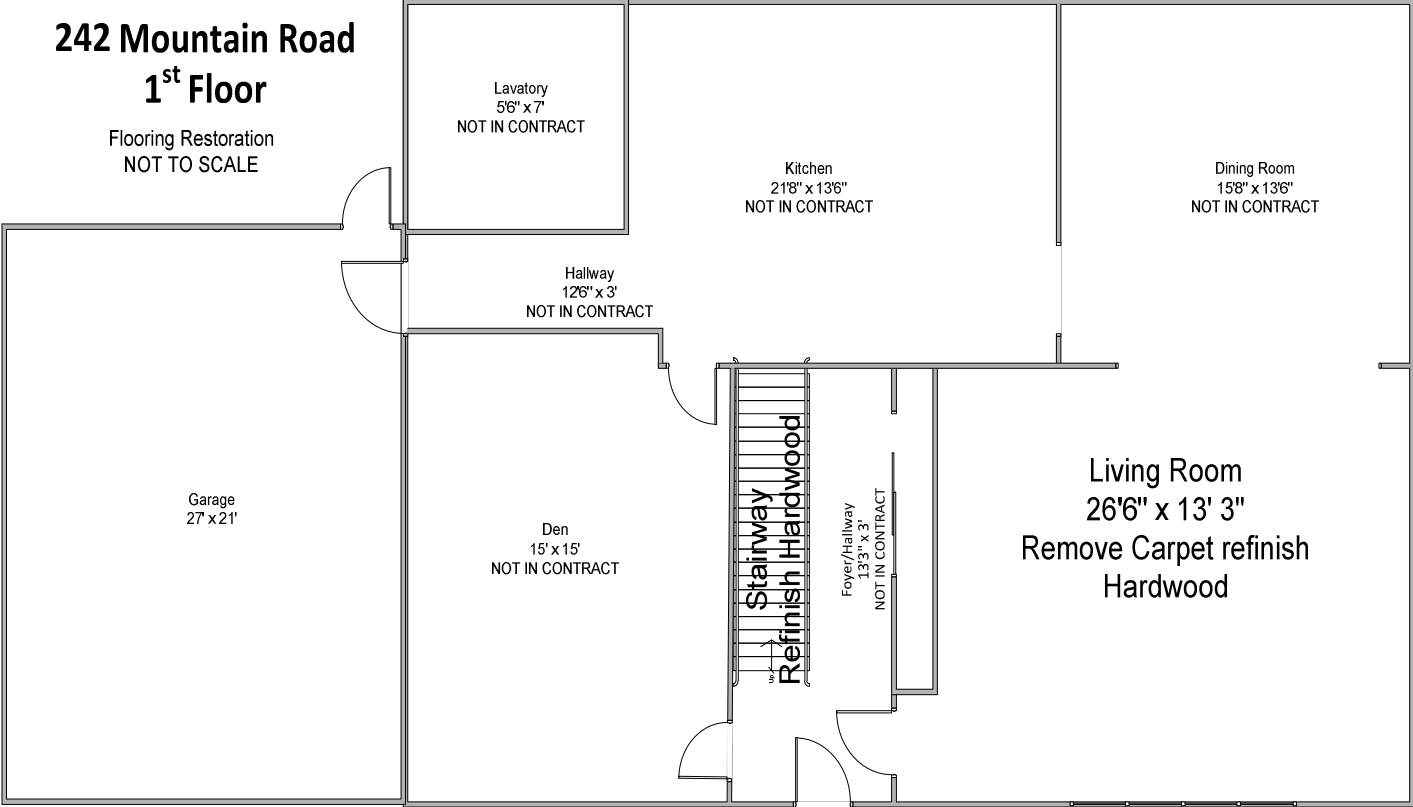 242 Mountain Road
1st Floor
Flooring Restoration
NOT TO SCALE
Lavatory
5'6" x 7'
NOT IN CONTRACT
Kitchen
21'8" x 13'6"
NOT IN CONTRACT
Dining Room
15'8" x 13'6"
NOT IN CONTRACT
Hallway
12'6" x 3'
NOT IN CONTRACT
Garage
27' x 21'
Den
15' x 15'
NOT IN CONTRACT
Stairway
Refinish Hardwood
Up
Foyer/Hallway
13'3" x 3'
NOT IN CONTRACT
Living Room
26'6" x 13' 3"
Remove Carpet refinish
Hardwood